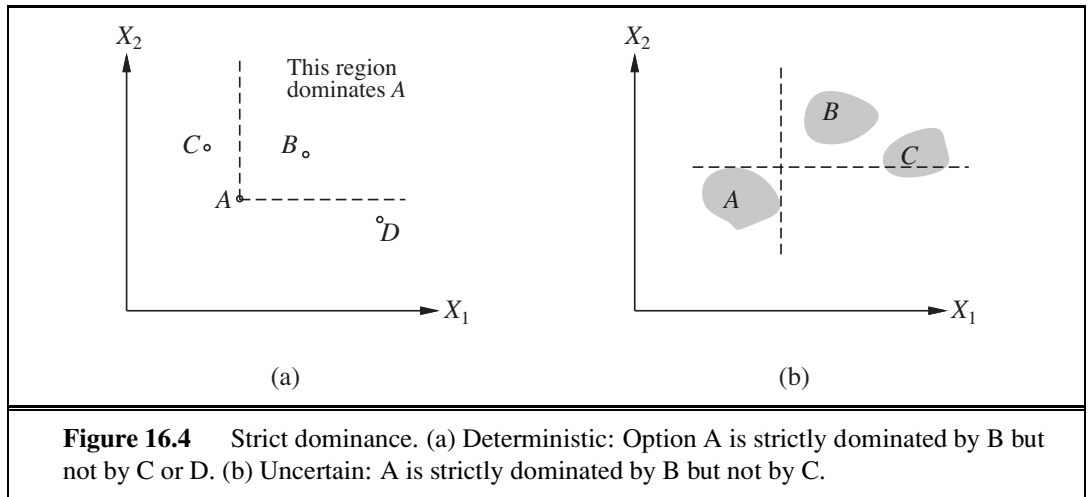 X2
This region
dominates A
C
B
A
D
X1
(a)
X2
B
C
A
X1
(b)
Figure 16.4 Strict dominance. (a) Deterministic: Option A is strictly dominated by B but
not by C or D. (b) Uncertain: A is strictly dominated by B but not by C.